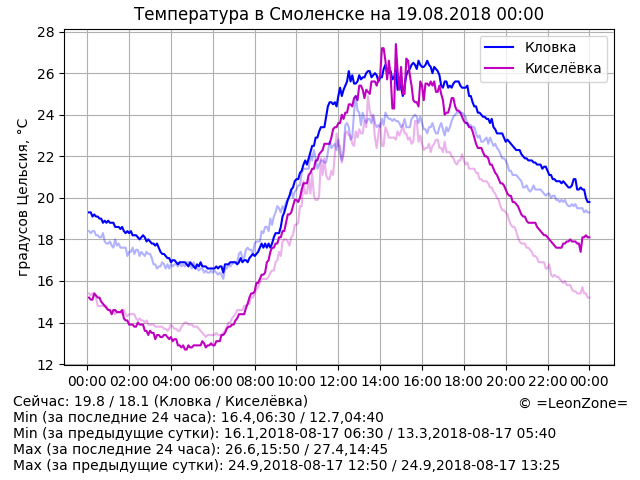 Температура в Смоленске на 19.08.2018 00:00
28
26
24
22
20
18
16
14
12
градусов Цельсия, °C
Кловка
Киселёвка
00:00 02:00 04:00 06:00 08:00 10:00 12:00 14:00 16:00 18:00 20:00 22:00 00:00
Сейчас: 19.8 / 18.1 (Кловка / Киселёвка)
© =LeonZone=
Min (за последние 24 часа): 16.4,06:30 / 12.7,04:40
Min (за предыдущие сутки): 16.1,2018-08-17 06:30 / 13.3,2018-08-17 05:40
Max (за последние 24 часа): 26.6,15:50 / 27.4,14:45
Max (за предыдущие сутки): 24.9,2018-08-17 12:50 / 24.9,2018-08-17 13:25